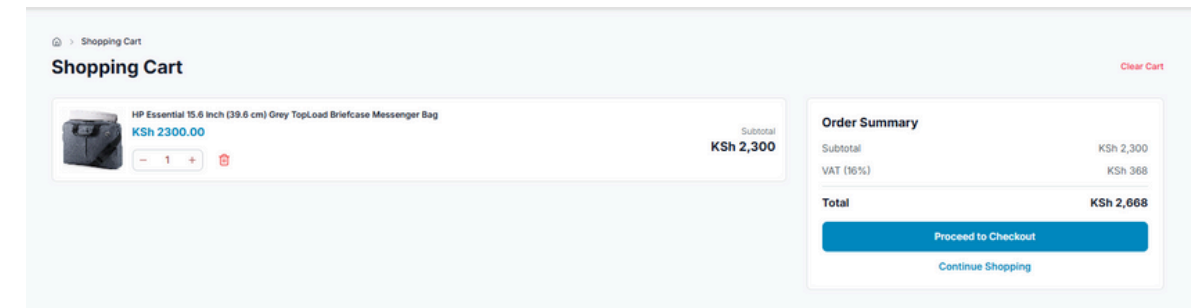 Shopping Cart
Shopping Cart
Clear Cart
HP Essential 15.6 Inch (39.6 cm) Grey TopLoad Briefcase Messenger Bag
KSh 2300.00
- 1 +
Subtotal
KSh 2,300
Order Summary
Subtotal KSh 2,300
VAT (16%) KSh 368
Total KSh 2,668
Proceed to Checkout
Continue Shopping